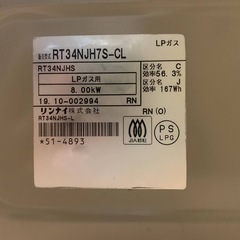 RT34NJH7S-CL
LPガス
RT34NJHS
区分名 C
LPガス用
効率56.3%
8.00kW
区分名 J
効率 167Wh
19.10-002994 RN
リンナイ株式会社
RN (O)
RT34NJHS-L
*51-4893
PS
LPG